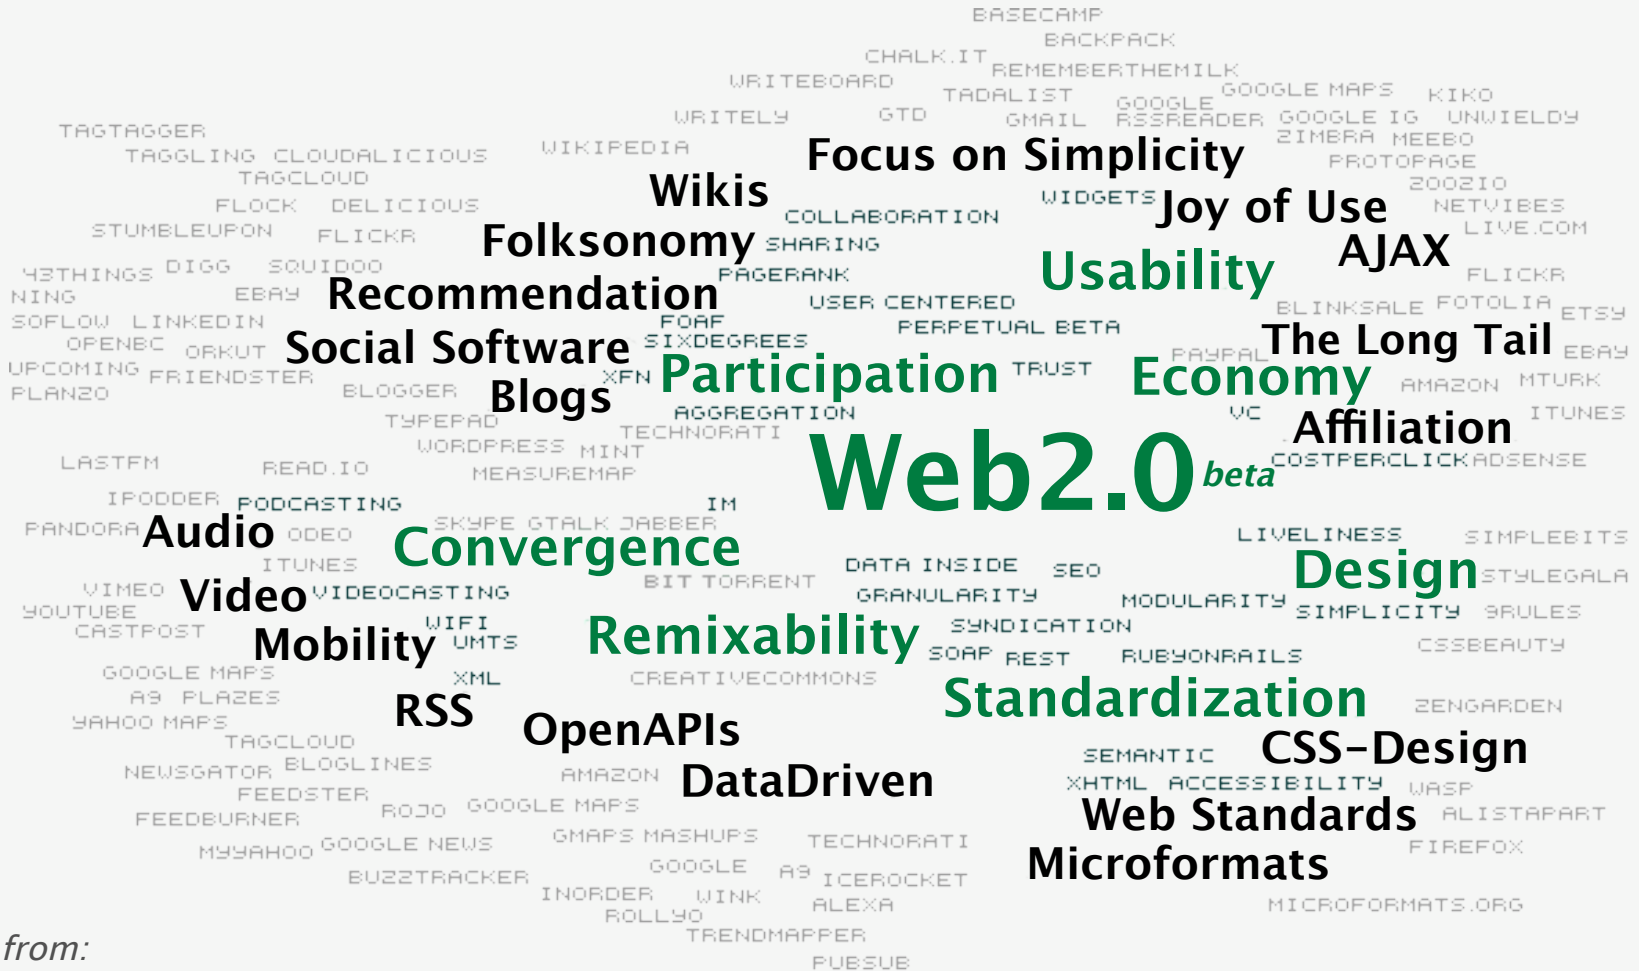 BASECAMP
BACKPACK
CHALK.IT
REMEMBERTHEMILK
WRITEBOARD
TADALIST
GOOGLE MAPS
KIKO
GOOGLE
RSSREADER
WRITELY
GTD
GMAIL
GOOGLE IG
UNWIELDY
TAGTAGGER
ZIMBRA MEEBO
WIKIPEDIA
Focus on Simplicity
TAGGLING CLOUDALICIOUS
PROTOPAGE
TAGCLOUD
Wikis
ZOOZIO
WIDGETS
Joy of Use
NETVIBES
FLOCK DELICIOUS
COLLABORATION
LIVE.COM
STUMBLEUPON
FLICKR
Folksonomy
SHARING
AJAX
43THINGS
DIGG
SQUIDOO
PAGERANK
Usability
FLICKR
NING
EBAY
Recommendation
USER CENTERED
BLINKSALE
FOTOLIA
ETSY
SOFLOW LINKEDIN
FOAF
PERPETUAL BETA
OPENBC
ORKUT
Social Software
SIXDEGREES
The Long Tail
PAYPAL
EBAY
UPCOMING
FRIENDSTER
XFN
Participation
TRUST
Economy
AMAZON
MTURK
PLANZO
BLOGGER
Blogs
AGGREGATION
VC
ITUNES
TYPEPAD
TECHNORATI
Affiliation
WORDPRESS
MINT
LASTFM
READ.IO
MEASUREMAP
Web2.0 beta
COSTPERCLICK
ADSENSE
IPODDER
PODCASTING
IM
PANDORA
Audio
ODEO
SKYPE GTALK JABBER
LIVELINESS
SIMPLEBITS
Convergence
ITUNES
DATA INSIDE
SEO
Design
STYLEGALA
VIMEO
Video
VIDEOCASTING
BIT TORRENT
GRANULARITY
MODULARITY
SIMPLICITY
9RULES
YOUTUBE
CASTPOST
WIFI
Remixability
SYNDICATION
Mobility
UMTS
SOAP
REST
RUBYONRAILS
CSSBEAUTY
GOOGLE MAPS
XML
CREATIVECOMMONS
A9 PLAZES
RSS
Standardization
ZENGARDEN
YAHOO MAPS
OpenAPIs
TAGCLOUD
SEMANTIC
CSS-Design
NEWSGATOR
BLOGLINES
AMAZON
DataDriven
XHTML
ACCESSIBILITY
WASP
FEEDSTER
ROJO
GOOGLE MAPS
Web Standards
ALISTAPART
FEEDBURNER
GMAPS MASHUPS
TECHNORATI
FIREFOX
MYYAHOO
GOOGLE NEWS
Microformats
BUZZTRACKER
GOOGLE
A9
ICEROCKET
INORDER
WINK
ALEXA
MICROFORMATS.ORG
ROLLYO
TRENDMAPPER
from:
PUBSUB